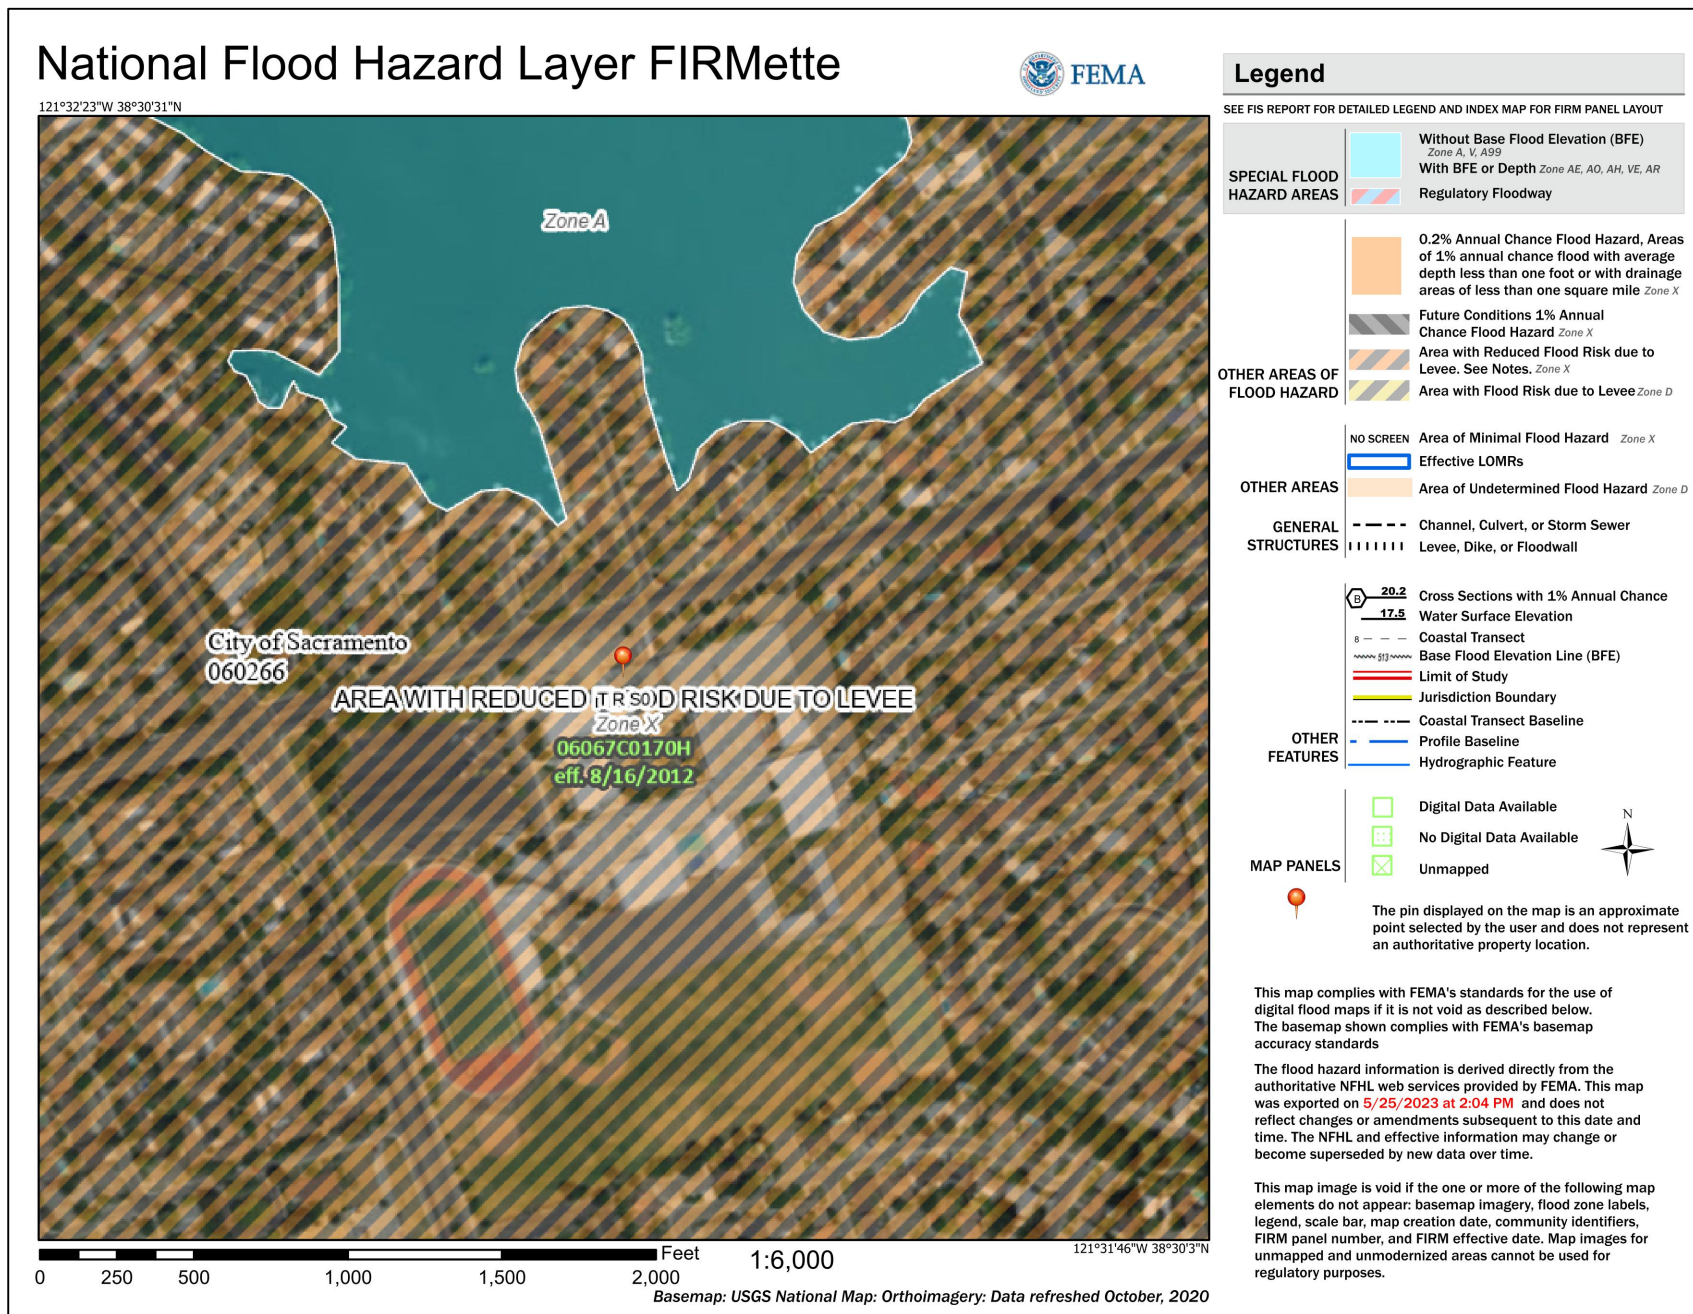 National Flood Hazard Layer FIRMette
FEMA
121°32'23"W 38°30'31"N
Zone A
City of Sacramento
060266
AREA WITH REDUCED (T R S0)D RISK DUE TO LEVEE
Zone X
06067C0170H
eff. 8/16/2012
Feet
1:6,000
121°31'46"W 38°30'3"N
0 250 500 1,000 1,500 2,000
Basemap: USGS National Map: Orthoimagery: Data refreshed October, 2020
Legend
SEE FIS REPORT FOR DETAILED LEGEND AND INDEX MAP FOR FIRM PANEL LAYOUT
SPECIAL FLOOD
HAZARD AREAS
Without Base Flood Elevation (BFE)
Zone A, V, A99
With BFE or Depth Zone AE, AO, AH, VE, AR
Regulatory Floodway
OTHER AREAS OF
FLOOD HAZARD
0.2% Annual Chance Flood Hazard, Areas
of 1% annual chance flood with average
depth less than one foot or with drainage
areas of less than one square mile Zone X
Future Conditions 1% Annual
Chance Flood Hazard Zone X
Area with Reduced Flood Risk due to
Levee. See Notes. Zone X
Area with Flood Risk due to Levee Zone D
OTHER AREAS
NO SCREEN Area of Minimal Flood Hazard Zone X
Effective LOMRs
Area of Undetermined Flood Hazard Zone D
GENERAL
STRUCTURES
Channel, Culvert, or Storm Sewer
Levee, Dike, or Floodwall
OTHER
FEATURES
B 20.2 Cross Sections with 1% Annual Chance
17.5 Water Surface Elevation
8 Coastal Transect
513 Base Flood Elevation Line (BFE)
Limit of Study
Jurisdiction Boundary
Coastal Transect Baseline
Profile Baseline
Hydrographic Feature
MAP PANELS
Digital Data Available
No Digital Data Available
Unmapped
N
The pin displayed on the map is an approximate
point selected by the user and does not represent
an authoritative property location.
This map complies with FEMA's standards for the use of
digital flood maps if it is not void as described below.
The basemap shown complies with FEMA's basemap
accuracy standards
The flood hazard information is derived directly from the
authoritative NFHL web services provided by FEMA. This map
was exported on 5/25/2023 at 2:04 PM and does not
reflect changes or amendments subsequent to this date and
time. The NFHL and effective information may change or
become superseded by new data over time.
This map image is void if the one or more of the following map
elements do not appear: basemap imagery, flood zone labels,
legend, scale bar, map creation date, community identifiers,
FIRM panel number, and FIRM effective date. Map images for
unmapped and unmodernized areas cannot be used for
regulatory purposes.